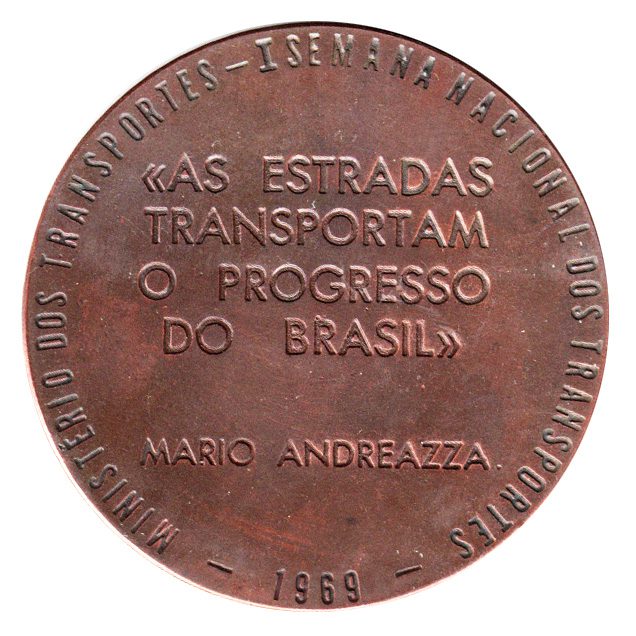 MINISTÉRIO DOS TRANSPORTES — I SEMANA NACIONAL DOS TRANSPORTES
«AS ESTRADAS
TRANSPORTAM
O PROGRESSO
DO BRASIL»
MARIO ANDREAZZA.
— 1969 —